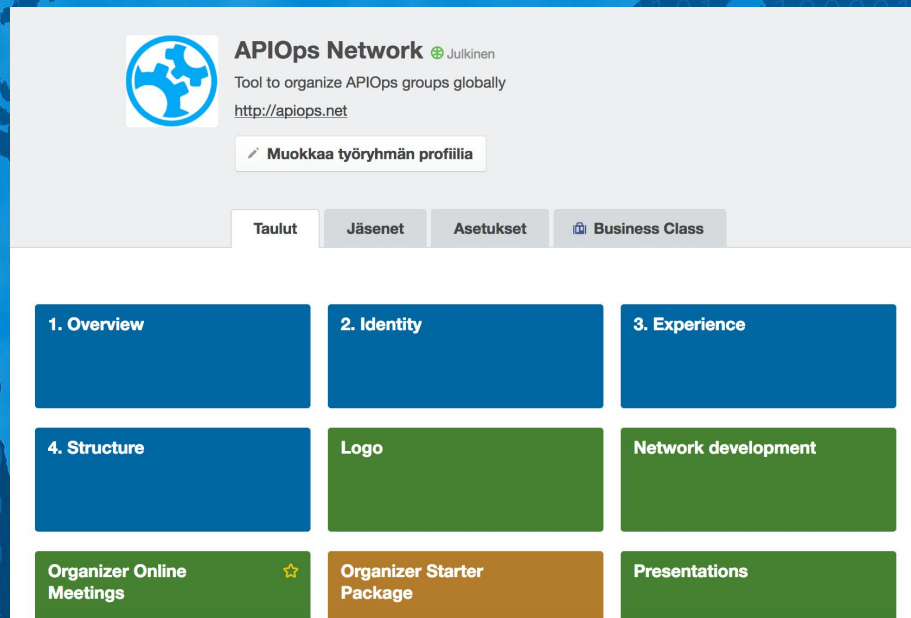 APIOps Network Julkinen
Tool to organize APIOps groups globally
http://apiops.net
Muokkaa työryhmän profiilia
Taulut Jäsenet Asetukset Business Class
1. Overview 2. Identity 3. Experience
4. Structure Logo Network development
Organizer Online Meetings
Organizer Starter Package
Presentations